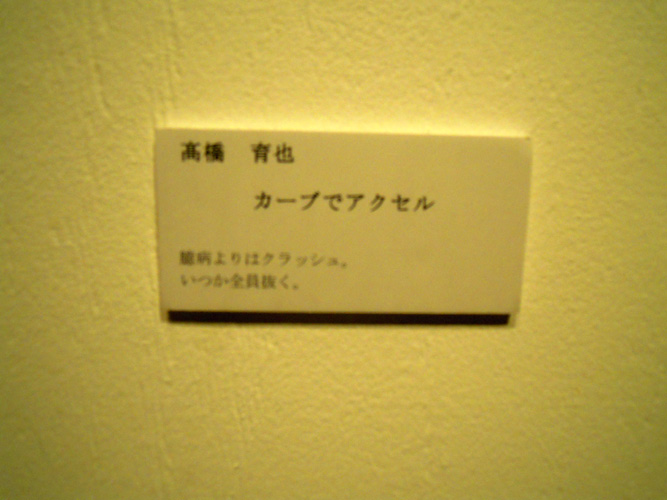 髙橋　育也
カーブでアクセル
臆病よりはクラッシュ。
いつか全員抜く。